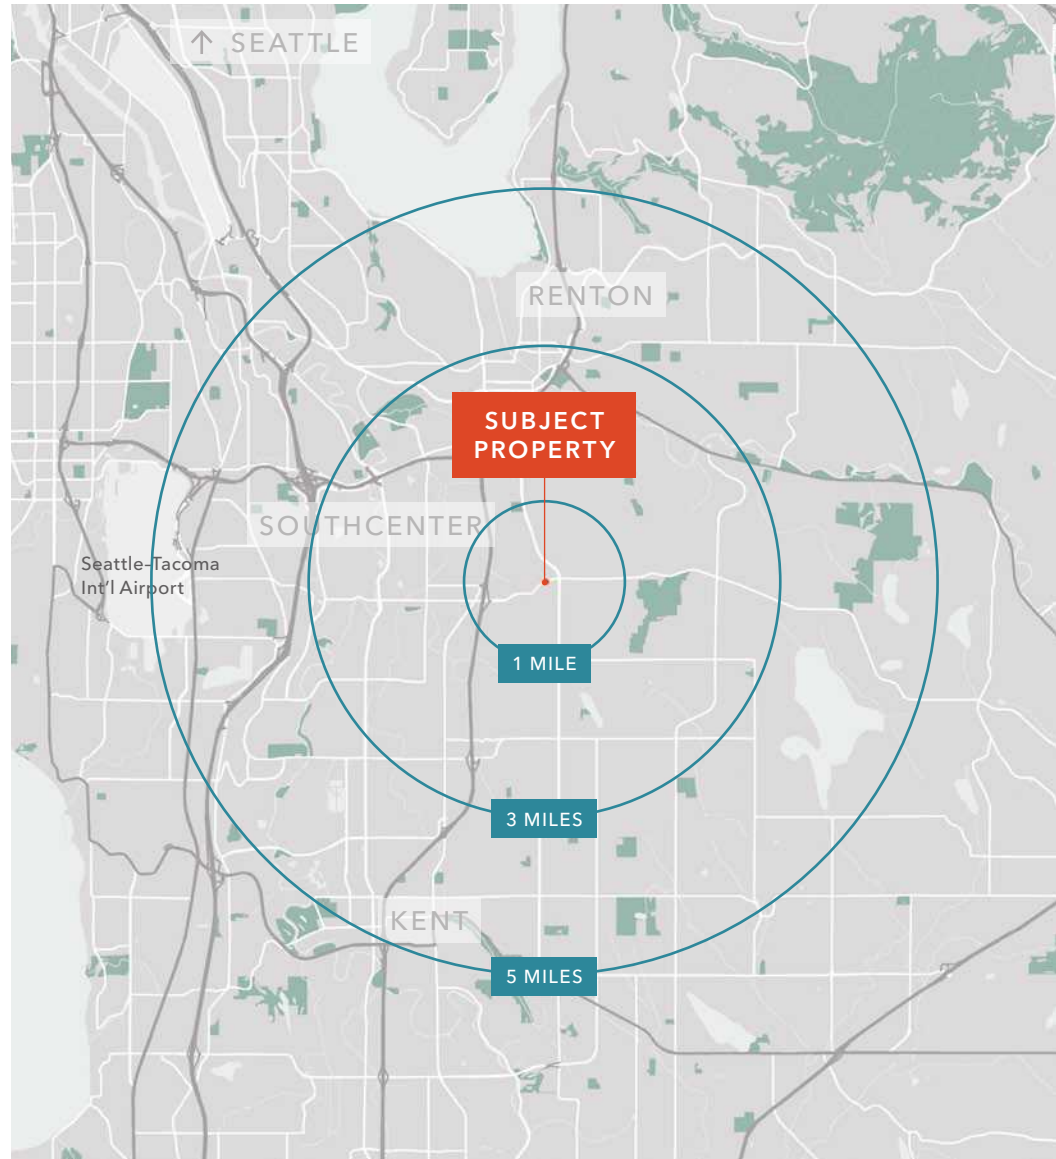 ↑ SEATTLE
RENTON
SUBJECT
PROPERTY
SOUTHCENTER
Seattle-Tacoma
Int'l Airport
1 MILE
3 MILES
KENT
5 MILES